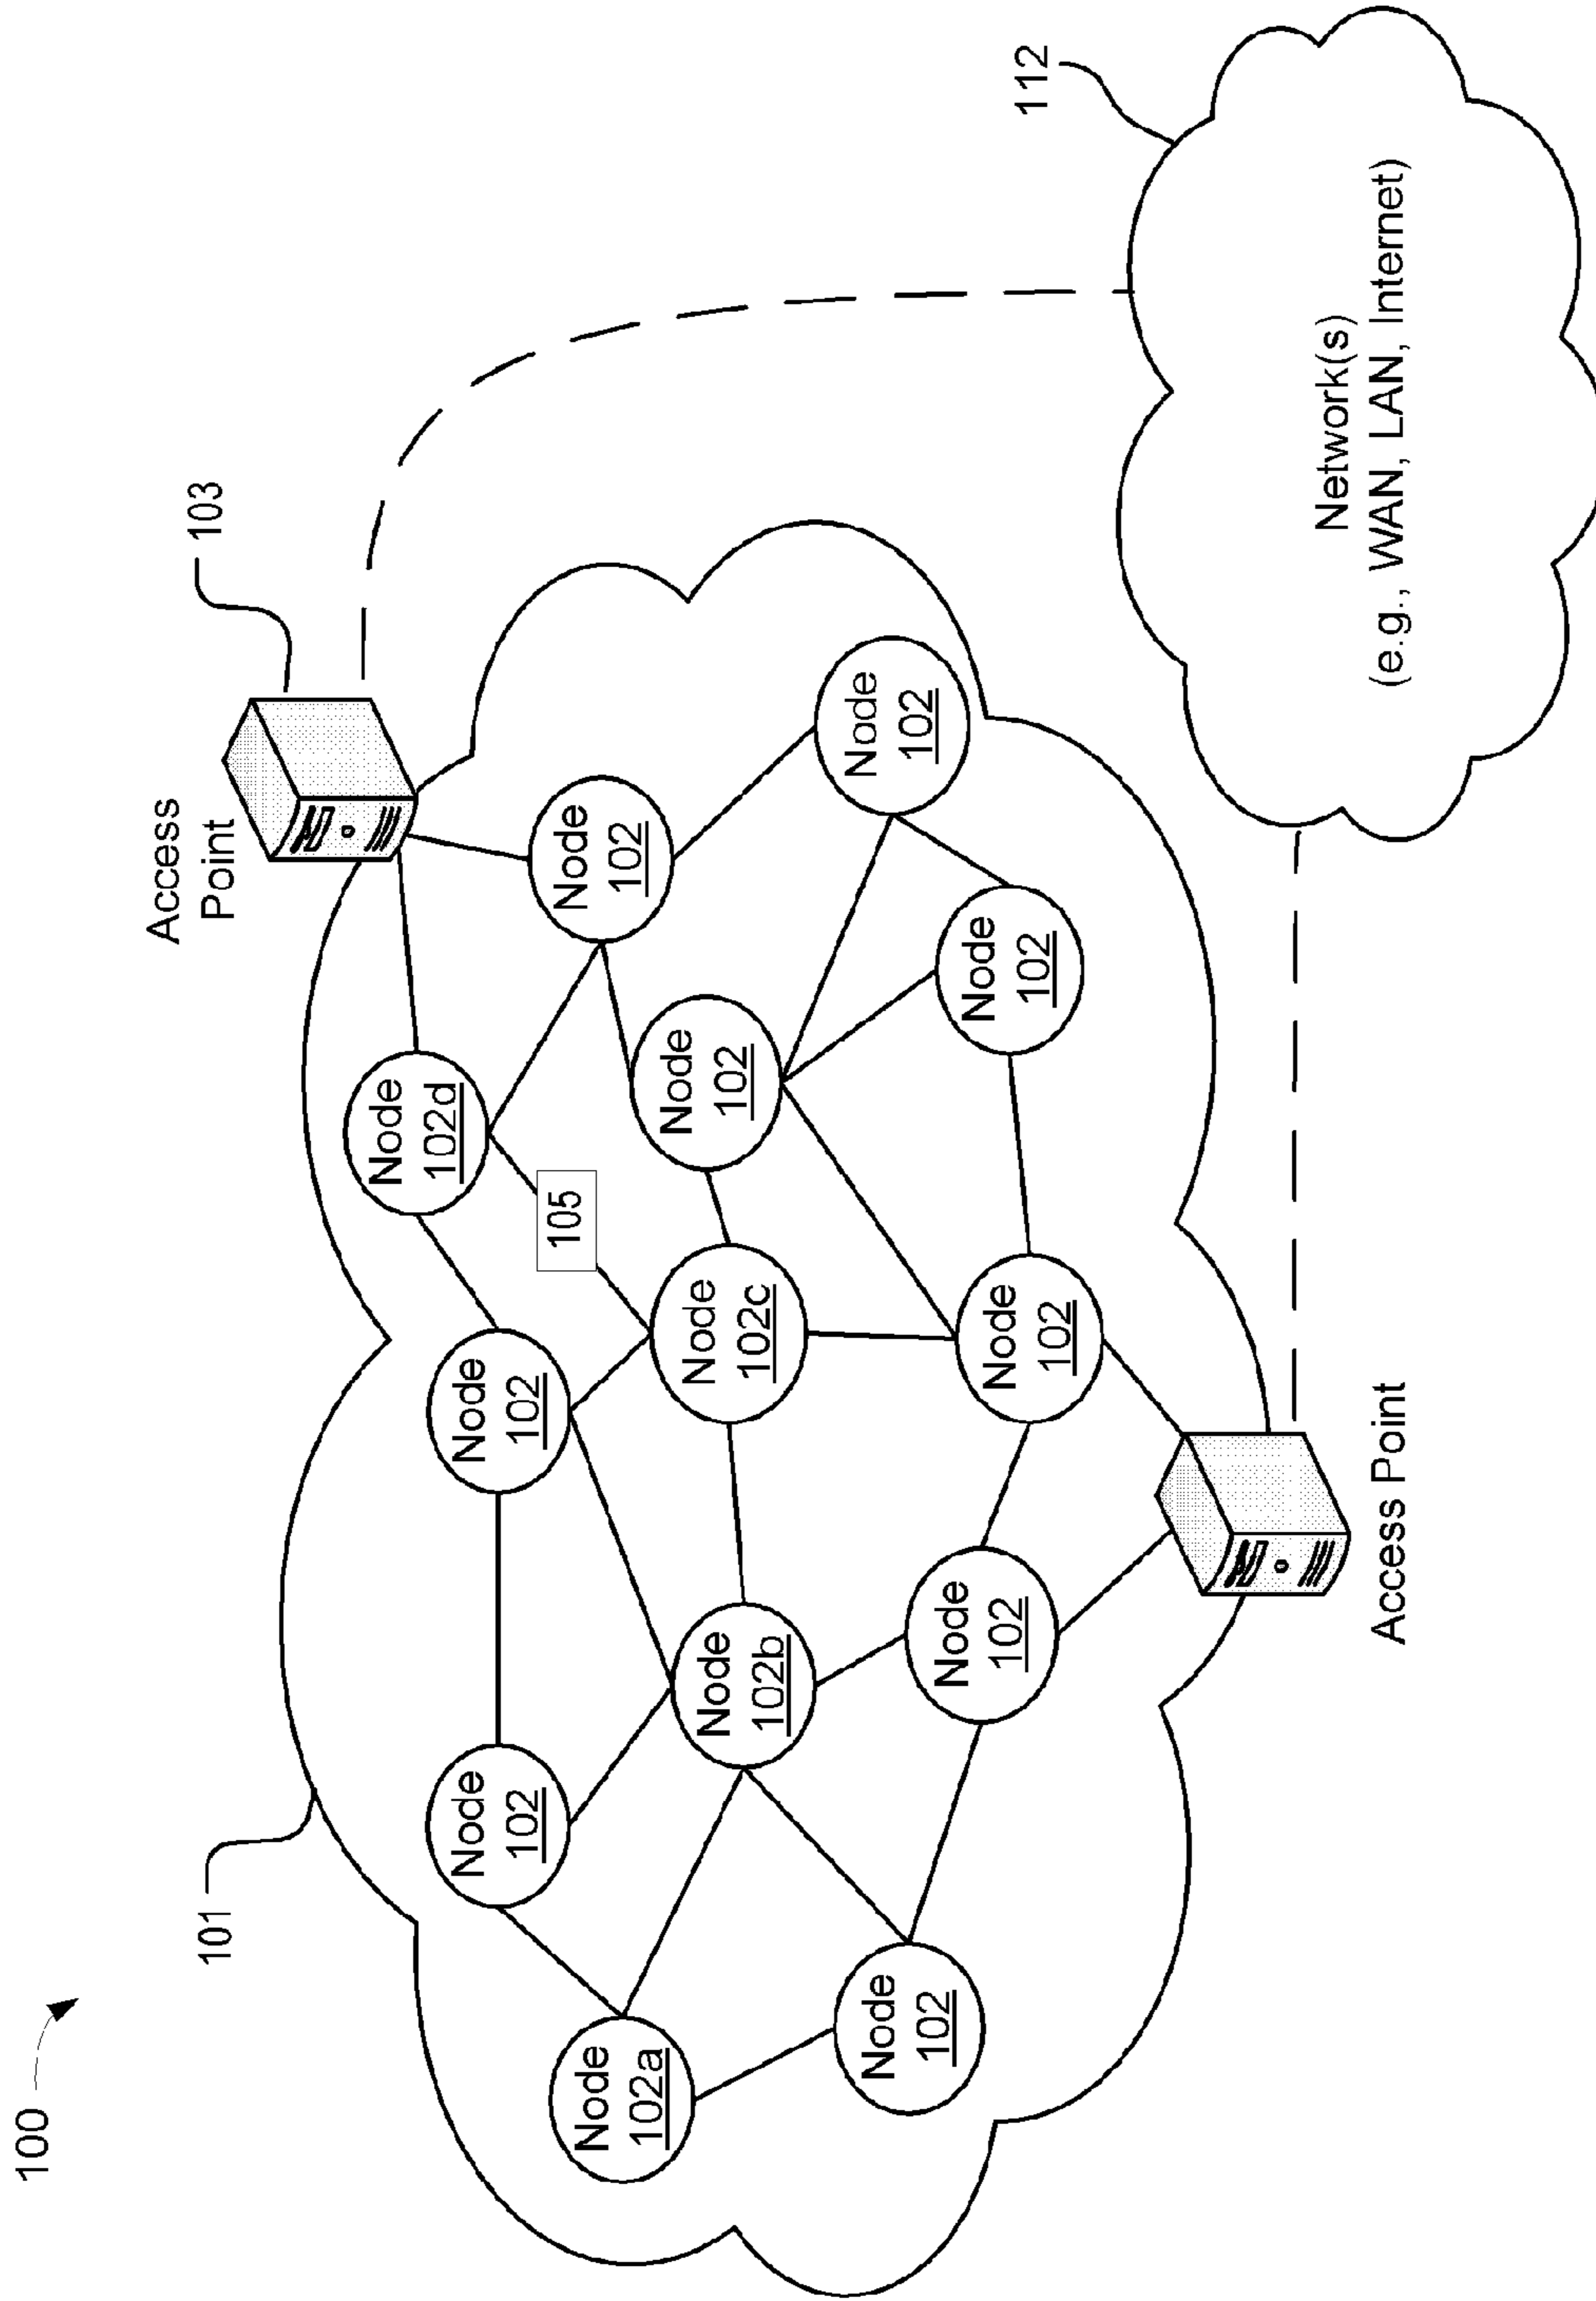 100
101
Access
Point
103
Node
102
Node
102
Node
102d
Node
102
105
Node
102a
Node
102b
Node
102c
Node
102
Node
102
Node
102
Node
102
Node
102
Node
102
112
Access Point
Network(s)
(e.g., WAN, LAN, Internet)